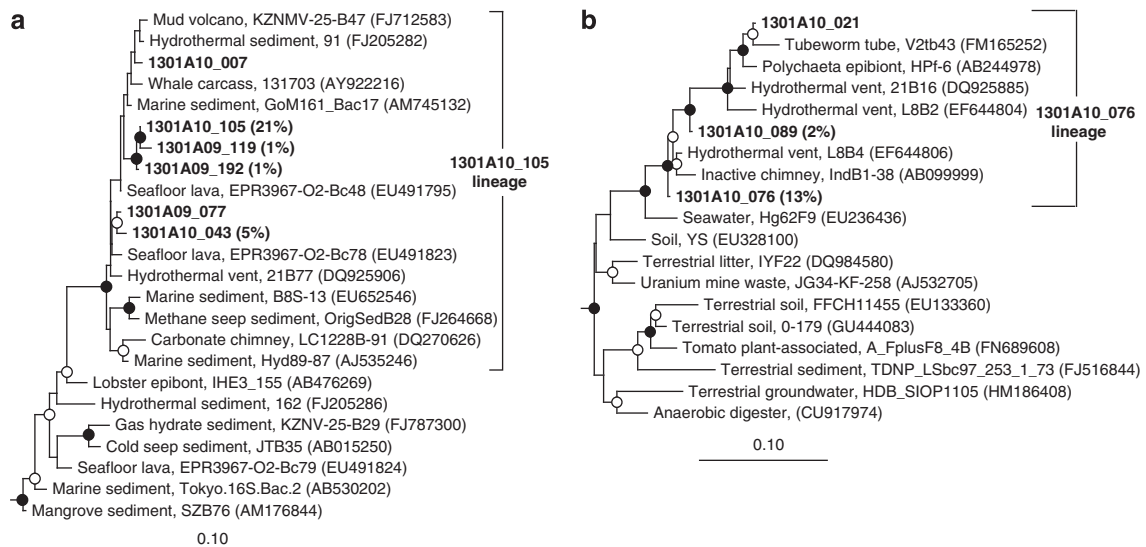 a
Mud volcano, KZNMV-25-B47 (FJ712583)
Hydrothermal sediment, 91 (FJ205282)
1301A10_007
Whale carcass, 131703 (AY922216)
Marine sediment, GoM161_Bac17 (AM745132)
1301A10_105 (21%)
1301A09_119 (1%)
1301A09_192 (1%)
Seafloor lava, EPR3967-O2-Bc48 (EU491795)
1301A09_077
1301A10_043 (5%)
Seafloor lava, EPR3967-O2-Bc78 (EU491823)
Hydrothermal vent, 21B77 (DQ925906)
Marine sediment, B8S-13 (EU652546)
Methane seep sediment, OrigSedB28 (FJ264668)
Carbonate chimney, LC1228B-91 (DQ270626)
Marine sediment, Hyd89-87 (AJ535246)
Lobster epibont, IHE3_155 (AB476269)
Hydrothermal sediment, 162 (FJ205286)
Gas hydrate sediment, KZNV-25-B29 (FJ787300)
Cold seep sediment, JTB35 (AB015250)
Seafloor lava, EPR3967-O2-Bc79 (EU491824)
Marine sediment, Tokyo.16S.Bac.2 (AB530202)
Mangrove sediment, SZB76 (AM176844)
0.10
1301A10_105
lineage
b
1301A10_021
Tubeworm tube, V2tb43 (FM165252)
Polychaeta epibiont, HPf-6 (AB244978)
Hydrothermal vent, 21B16 (DQ925885)
Hydrothermal vent, L8B2 (EF644804)
1301A10_089 (2%)
Hydrothermal vent, L8B4 (EF644806)
Inactive chimney, IndB1-38 (AB099999)
1301A10_076 (13%)
Seawater, Hg62F9 (EU236436)
Soil, YS (EU328100)
Terrestrial litter, IYF22 (DQ984580)
Uranium mine waste, JG34-KF-258 (AJ532705)
Terrestrial soil, FFCH11455 (EU133360)
Terrestrial soil, 0-179 (GU444083)
Tomato plant-associated, A_FplusF8_4B (FN689608)
Terrestrial sediment, TDNP_LSbc97_253_1_73 (FJ516844)
Terrestrial groundwater, HDB_SIOP1105 (HM186408)
Anaerobic digester, (CU917974)
0.10
1301A10_076
lineage